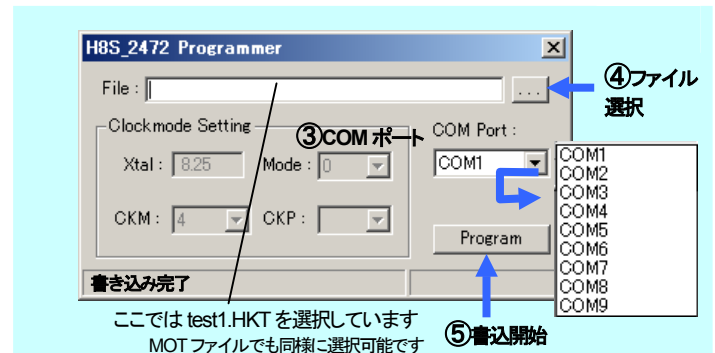 H8S_2472 Programmer
File :
...
④ファイル
選択
Clockmode Setting
③COM ポート
COM Port :
Xtal : 8.25
Mode : 0
COM1
CKM : 4
CKP :
Program
COM1
COM2
COM3
COM4
COM5
COM6
COM7
COM8
COM9
書き込み完了
ここでは test1.HKT を選択しています
MOT ファイルでも同様に選択可能です
⑤書込開始